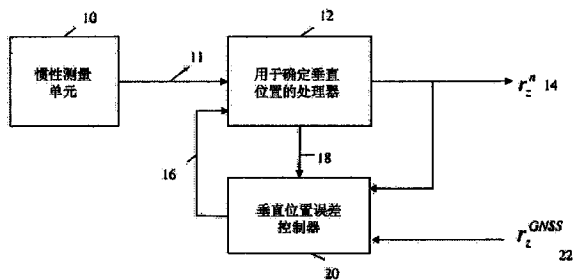 10
12
11
惯性测量
单元
用于确定垂直
位置的处理器
r_z^n 14
16
18
垂直位置误差
控制器
r_z^GNSS
22
20